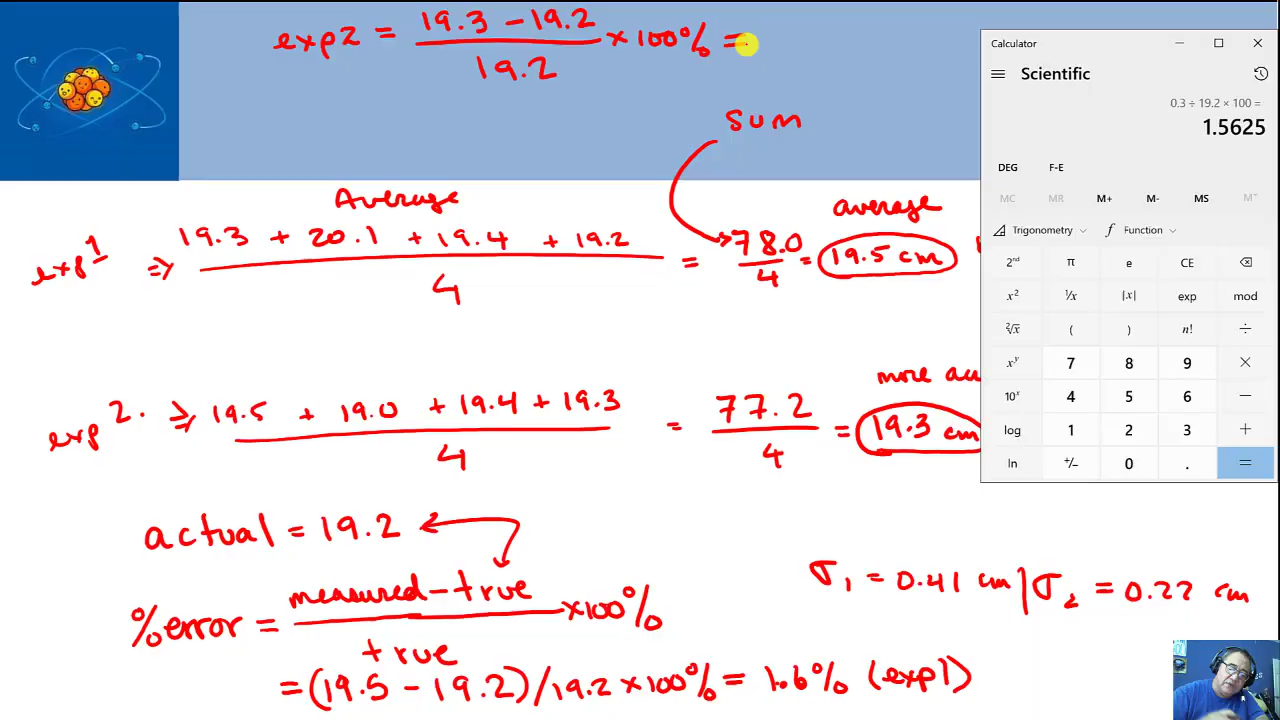 exp2 = 19.3 - 19.2 / 19.2 × 100% =
sum
Average
exp 1 ⇒ 19.3 + 20.1 + 19.4 + 19.2 / 4 = 78.0 / 4 = 19.5 cm
average
exp 2. ⇒ 19.5 + 19.0 + 19.4 + 19.3 / 4 = 77.2 / 4 = 19.3 cm
more
actual = 19.2
%error = measured - true / true × 100%
= (19.5 - 19.2) / 19.2 × 100% = 1.6% (exp1)
σ1 = 0.41 cm | σ2 = 0.22 cm
Calculator
Scientific
0.3 ÷ 19.2 × 100 =
1.5625
DEG F-E
MC MR M+ M- MS M˅
Trigonometry Function
2ⁿᵈ π e CE
x² ¹/x |x| exp mod
²√x ( ) n! ÷
xʸ 7 8 9 ×
10ˣ 4 5 6 −
log 1 2 3 +
ln +/− 0 . =